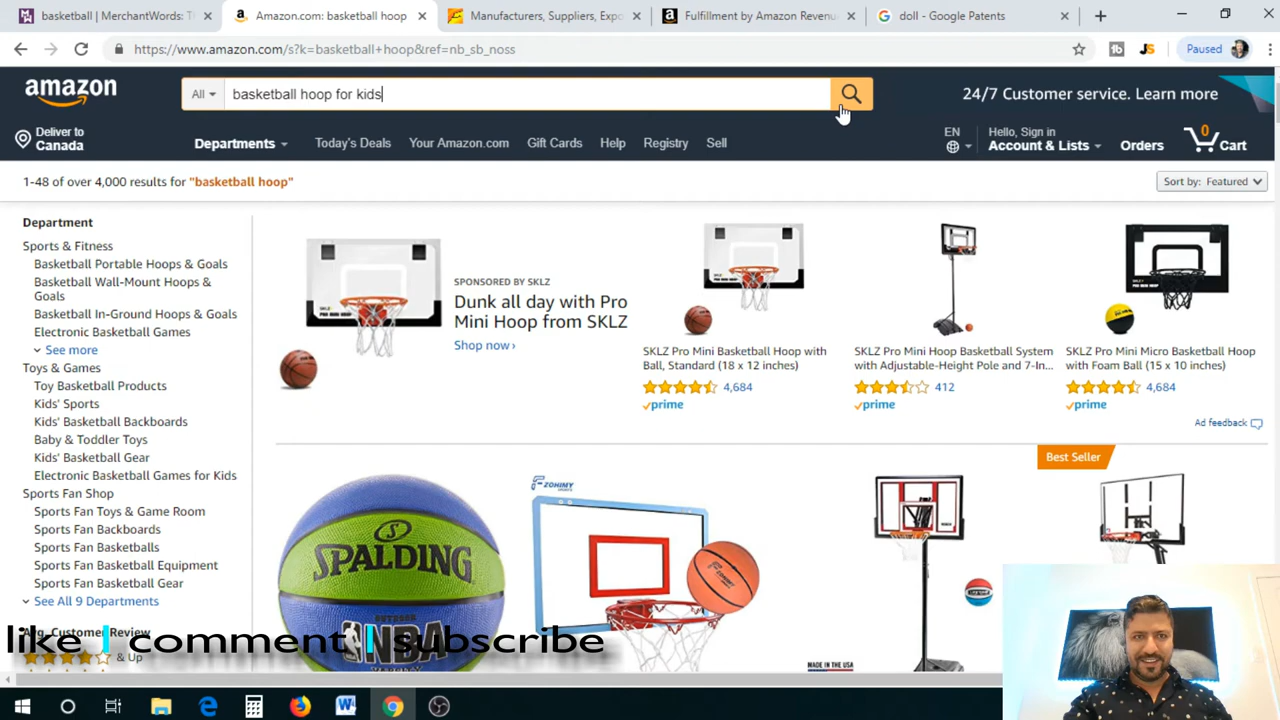 basketball | MerchantWords: T
Amazon.com: basketball hoop
Manufacturers, Suppliers, Expo
Fulfillment by Amazon Revenu
doll - Google Patents
https://www.amazon.com/s?k=basketball+hoop&ref=nb_sb_noss
Paused
amazon
All
basketball hoop for kids
24/7 Customer service. Learn more
Deliver to
Canada
Departments
Today's Deals
Your Amazon.com
Gift Cards
Help
Registry
Sell
EN
Hello, Sign in
Account & Lists
Orders
0
Cart
1-48 of over 4,000 results for "basketball hoop"
Sort by: Featured
Department
Sports & Fitness
Basketball Portable Hoops & Goals
Basketball Wall-Mount Hoops &
Goals
Basketball In-Ground Hoops & Goals
Electronic Basketball Games
See more
Toys & Games
Toy Basketball Products
Kids' Sports
Kids' Basketball Backboards
Baby & Toddler Toys
Kids' Basketball Gear
Electronic Basketball Games for Kids
Sports Fan Shop
Sports Fan Toys & Game Room
Sports Fan Backboards
Sports Fan Basketballs
Sports Fan Basketball Equipment
Sports Fan Basketball Gear
See All 9 Departments
Avg. Customer Review
& Up
SPONSORED BY SKLZ
Dunk all day with Pro
Mini Hoop from SKLZ
Shop now ›
SKLZ Pro Mini Basketball Hoop with
Ball, Standard (18 x 12 inches)
4,684
prime
SKLZ Pro Mini Hoop Basketball System
with Adjustable-Height Pole and 7-In...
412
prime
SKLZ Pro Mini Micro Basketball Hoop
with Foam Ball (15 x 10 inches)
4,684
prime
Ad feedback
Best Seller
SPALDING
OUTDOOR
NBA
ZOHIMY
SPORTS
MADE IN THE USA
like | comment | subscribe